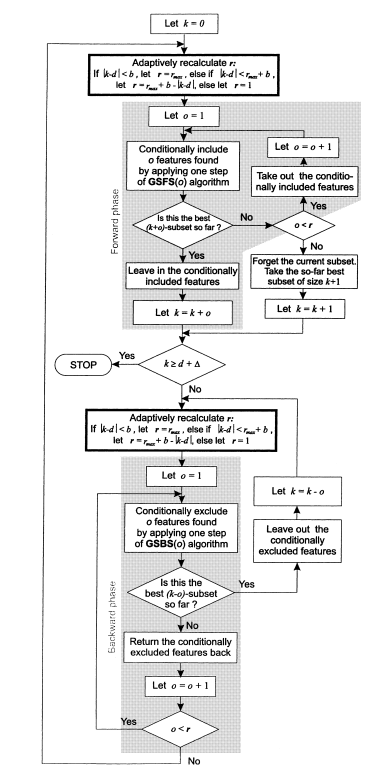 Let k=0
Adaptively recalculate r:
If |k-d|<b, let r=rmax, else if |k-d|<rmax+b,
let r=rmax+b-|k-d|, else let r=1
Let o=1
Conditionally include
o features found
by applying one step
of GSFS(o) algorithm
Let o=o+1
Take out the conditio-
nally included features
Yes
Is this the best
(k+o)-subset so far ?
No
o<r
Yes
No
Leave in the conditionally
included features
Forget the current subset.
Take the so-far best
subset of size k+1
Let k=k+o
Let k=k+1
Forward phase
STOP
Yes
k≥d+Δ
No
Adaptively recalculate r:
If |k-d|<b, let r=rmax, else if |k-d|<rmax+b,
let r=rmax+b-|k-d|, else let r=1
Let o=1
Let k=k-o
Conditionally exclude
o features found
by applying one step
of GSBS(o) algorithm
Leave out the
conditionally
excluded features
Is this the
best (k-o)-subset
so far ?
Yes
No
Backward phase
Return the conditionally
excluded features back
Let o=o+1
Yes
o<r
No